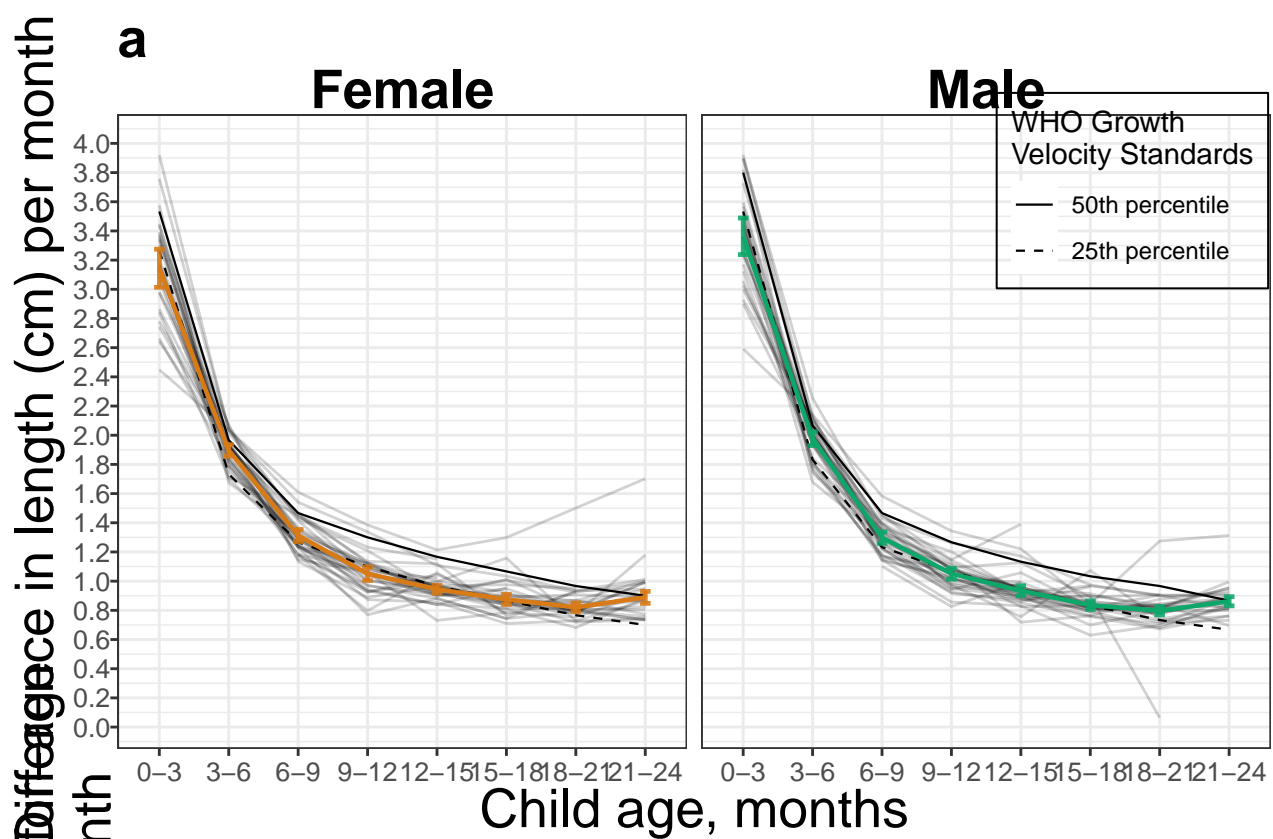 a
Female
Male
Difference in length (cm) per month
WHO Growth
Velocity Standards
50th percentile
25th percentile
4.0
3.8
3.6
3.4
3.2
3.0
2.8
2.6
2.4
2.2
2.0
1.8
1.6
1.4
1.2
1.0
0.8
0.6
0.4
0.2
0.0
0–3 3–6 6–9 9–12 12–15 15–18 18–21 21–24
0–3 3–6 6–9 9–12 12–15 15–18 18–21 21–24
Child age, months
nth